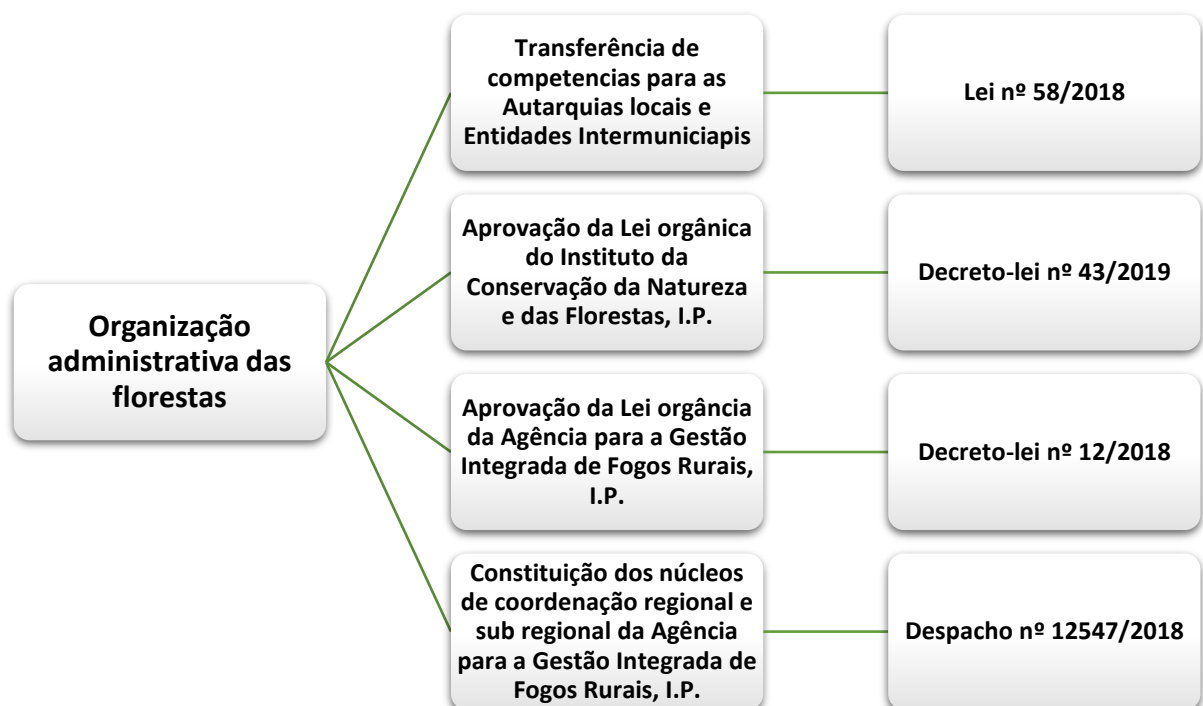 Organização
administrativa das
florestas
Transferência de
competencias para as
Autarquias locais e
Entidades Intermuniciapis
Lei nº 58/2018
Aprovação da Lei orgânica
do Instituto da
Conservação da Natureza
e das Florestas, I.P.
Decreto-lei nº 43/2019
Aprovação da Lei orgância
da Agência para a Gestão
Integrada de Fogos Rurais,
I.P.
Decreto-lei nº 12/2018
Constituição dos núcleos
de coordenação regional e
sub regional da Agência
para a Gestão Integrada de
Fogos Rurais, I.P.
Despacho nº 12547/2018